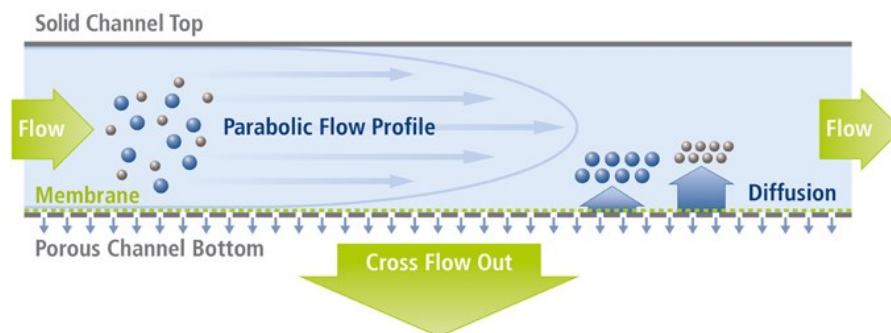 Solid Channel Top
Flow
Parabolic Flow Profile
Flow
Membrane
Diffusion
Porous Channel Bottom
Cross Flow Out